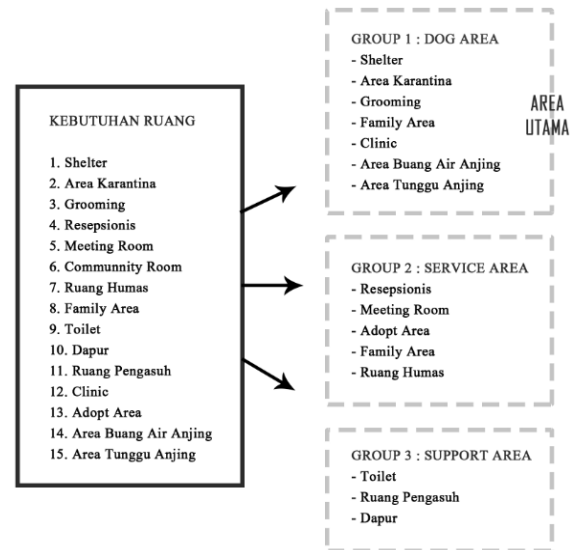 KEBUTUHAN RUANG
1. Shelter
2. Area Karantina
3. Grooming
4. Resepsionis
5. Meeting Room
6. Communnity Room
7. Ruang Humas
8. Family Area
9. Toilet
10. Dapur
11. Ruang Pengasuh
12. Clinic
13. Adopt Area
14. Area Buang Air Anjing
15. Area Tunggu Anjing
GROUP 1 : DOG AREA
- Shelter
- Area Karantina
- Grooming
- Family Area
- Clinic
- Area Buang Air Anjing
- Area Tunggu Anjing
AREA
UTAMA
GROUP 2 : SERVICE AREA
- Resepsionis
- Meeting Room
- Adopt Area
- Family Area
- Ruang Humas
GROUP 3 : SUPPORT AREA
- Toilet
- Ruang Pengasuh
- Dapur